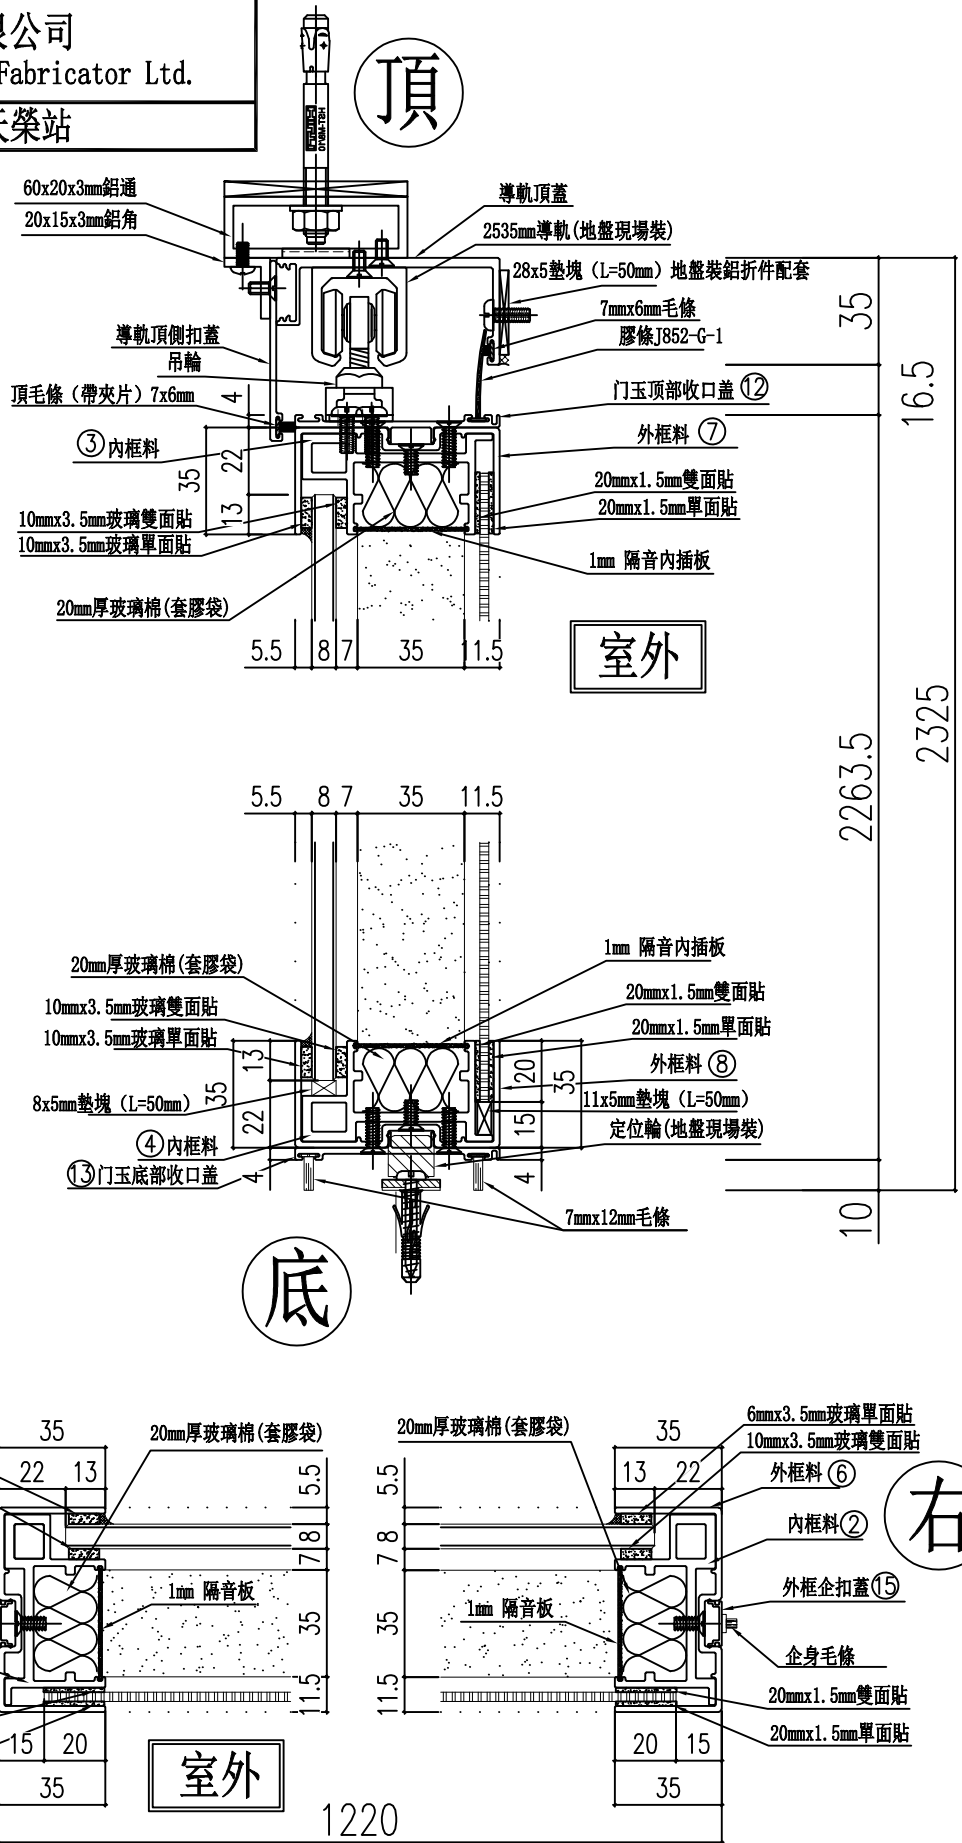 限公司
Fabricator Ltd.
天榮站
頂
60x20x3mm鋁通
20x15x3mm鋁角
導軌頂蓋
2535mm導軌(地盤現場裝)
28x5墊塊（L=50mm）地盤裝鋁折件配套
7mmx6mm毛條
膠條J852-G-1
導軌頂側扣蓋
吊輪
頂毛條（帶夾片）7x6mm
门玉顶部收口盖 12
3 內框料
外框料 7
20mmx1.5mm雙面貼
20mmx1.5mm單面貼
10mmx3.5mm玻璃雙面貼
10mmx3.5mm玻璃單面貼
1mm 隔音內插板
20mm厚玻璃棉(套膠袋)
4
35
22
13
35
16.5
5.5 8 7 35 11.5
室外
2263.5
2325
5.5 8 7 35 11.5
20mm厚玻璃棉(套膠袋)
1mm 隔音內插板
10mmx3.5mm玻璃雙面貼
20mmx1.5mm雙面貼
10mmx3.5mm玻璃單面貼
20mmx1.5mm單面貼
外框料 8
8x5mm墊塊（L=50mm）
11x5mm墊塊（L=50mm）
4 內框料
定位輪(地盤現場裝)
13 门玉底部收口盖
7mmx12mm毛條
35
13
22
4
20
15
35
4
10
底
35
20mm厚玻璃棉(套膠袋)
20mm厚玻璃棉(套膠袋)
35
6mmx3.5mm玻璃單面貼
10mmx3.5mm玻璃雙面貼
22 13
13 22
外框料 6
右
內框料 2
外框企扣蓋 15
企身毛條
5.5
8
7
35
11.5
5.5
8
7
35
11.5
1mm 隔音板
1mm 隔音板
20mmx1.5mm雙面貼
20mmx1.5mm單面貼
15 20
20 15
35
35
室外
1220